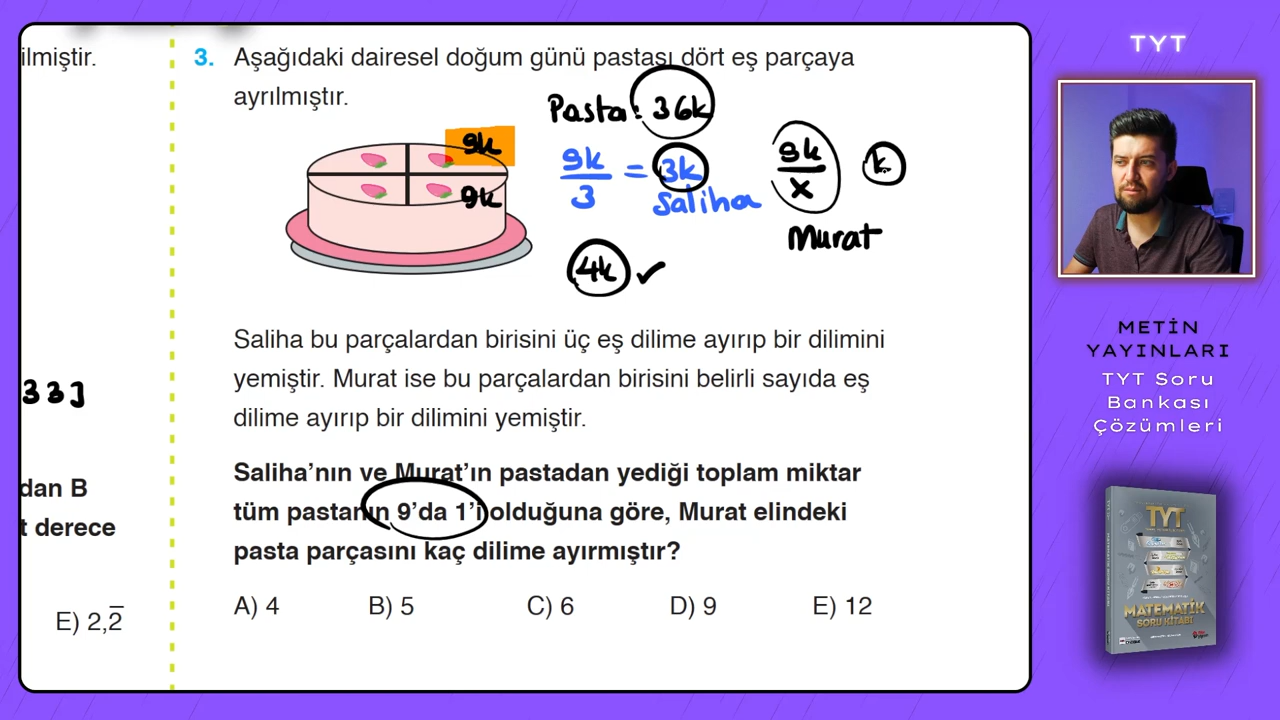 ilmiştir.
33]
dan B
t derece
E) 2,2̅
3. Aşağıdaki dairesel doğum günü pastası dört eş parçaya
ayrılmıştır.
9k
9k
Pasta: 36k
9k/3 = 3k
Saliha
9k/x
Murat
k
4k ✓
Saliha bu parçalardan birisini üç eş dilime ayırıp bir dilimini
yemiştir. Murat ise bu parçalardan birisini belirli sayıda eş
dilime ayırıp bir dilimini yemiştir.
Saliha’nın ve Murat’ın pastadan yediği toplam miktar
tüm pastanın 9’da 1’i olduğuna göre, Murat elindeki
pasta parçasını kaç dilime ayırmıştır?
A) 4 B) 5 C) 6 D) 9 E) 12
TYT
METİN
YAYINLARI
TYT Soru
Bankası
Çözümleri
TYT
MATEMATİK
SORU KİTABI